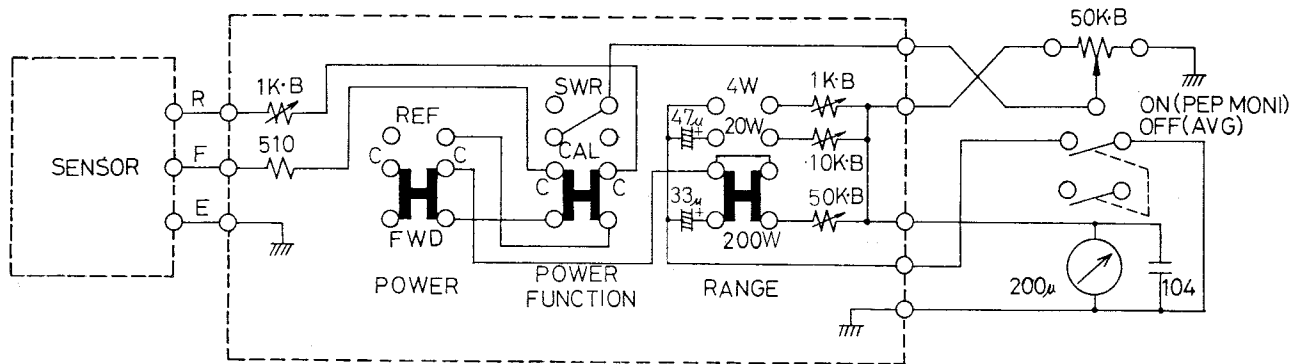 50K·B
SWR
4W
1K·B
R
1K·B
ON(PEP MONI)
REF
47μ
+
20W
OFF(AVG)
510
10K·B
SENSOR
F
C
C
CAL
C
C
E
33μ
+
50K·B
FWD
200W
POWER
POWER
FUNCTION
RANGE
200μ
104